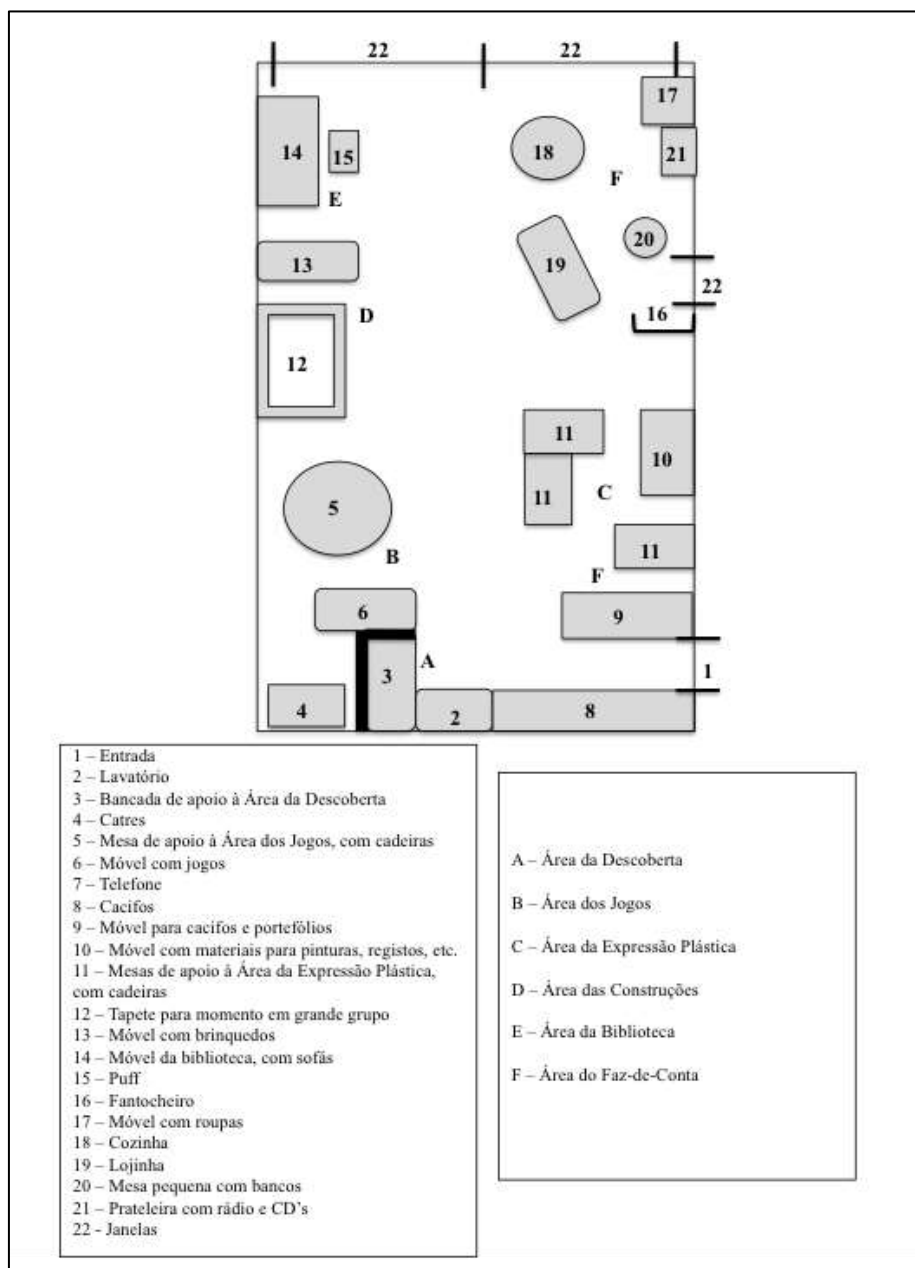 22 22
17
14
15
18
21
E
F
20
13
19
22
16
D
12
11
10
5
11
C
B
11
F
6
9
A
3
1
4
2
8
1 – Entrada
2 – Lavatório
3 – Bancada de apoio à Área da Descoberta
4 – Catres
5 – Mesa de apoio à Área dos Jogos, com cadeiras
6 – Móvel com jogos
7 – Telefone
8 – Cacifos
9 – Móvel para cacifos e portefólios
10 – Móvel com materiais para pinturas, registos, etc.
11 – Mesas de apoio à Área da Expressão Plástica,
com cadeiras
12 – Tapete para momento em grande grupo
13 – Móvel com brinquedos
14 – Móvel da biblioteca, com sofás
15 – Puff
16 – Fantocheiro
17 – Móvel com roupas
18 – Cozinha
19 – Lojinha
20 – Mesa pequena com bancos
21 – Prateleira com rádio e CD’s
22 - Janelas
A – Área da Descoberta
B – Área dos Jogos
C – Área da Expressão Plástica
D – Área das Construções
E – Área da Biblioteca
F – Área do Faz-de-Conta